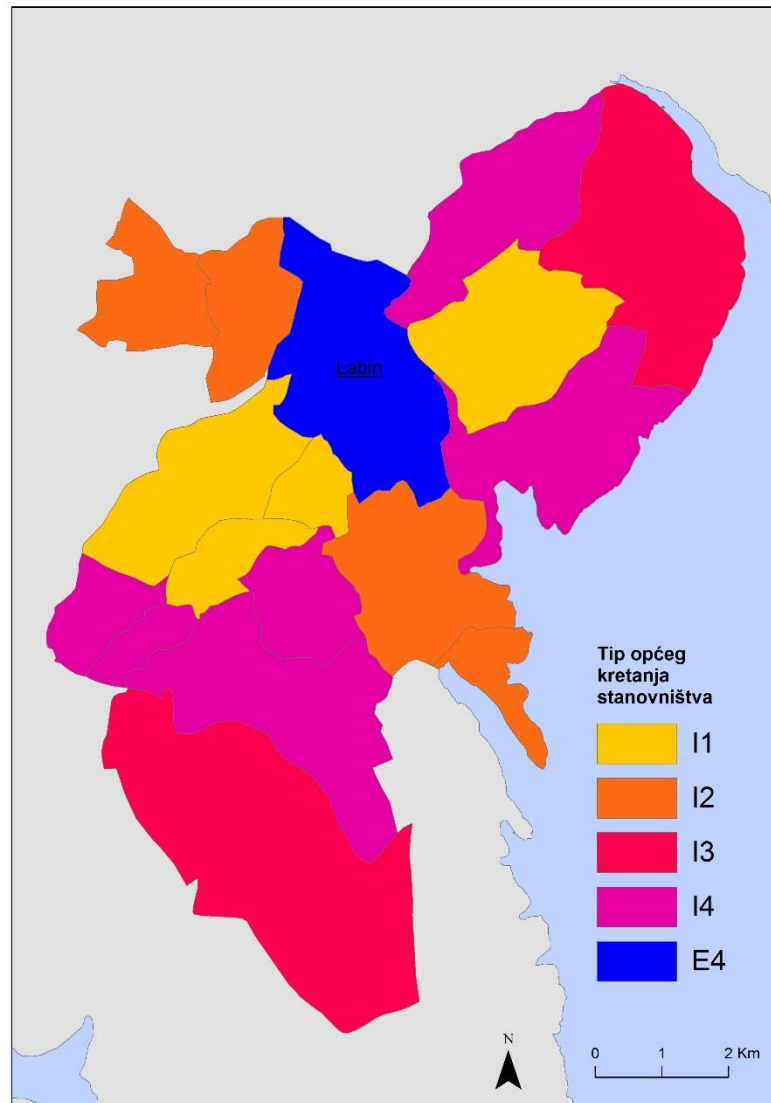 Labin
Tip općeg
kretanja
stanovništva
I1
I2
I3
I4
E4
N
0 1 2 Km